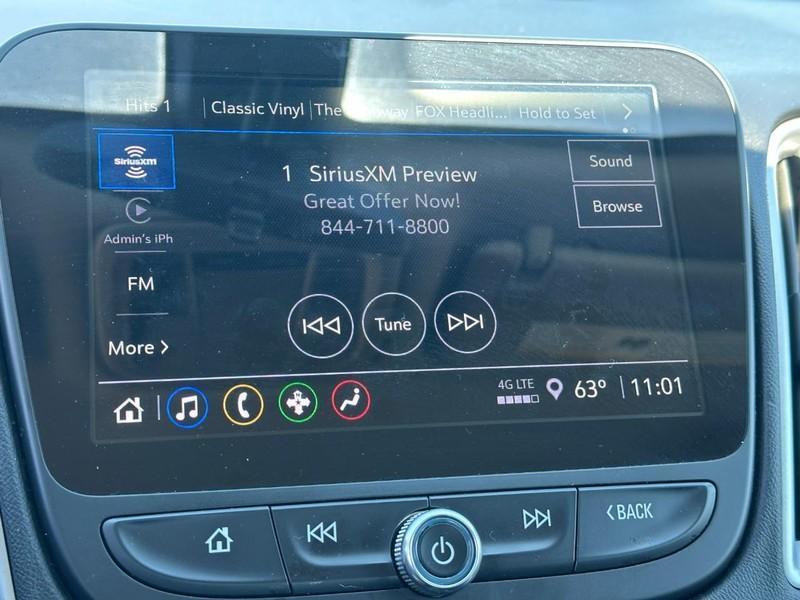 Hits 1 Classic Vinyl The FOX Headli... Hold to Set
SiriusXM
1 SiriusXM Preview
Great Offer Now!
844-711-8800
Sound
Browse
Admin's iPh
FM
More
Tune
4G LTE
63° 11:01
BACK